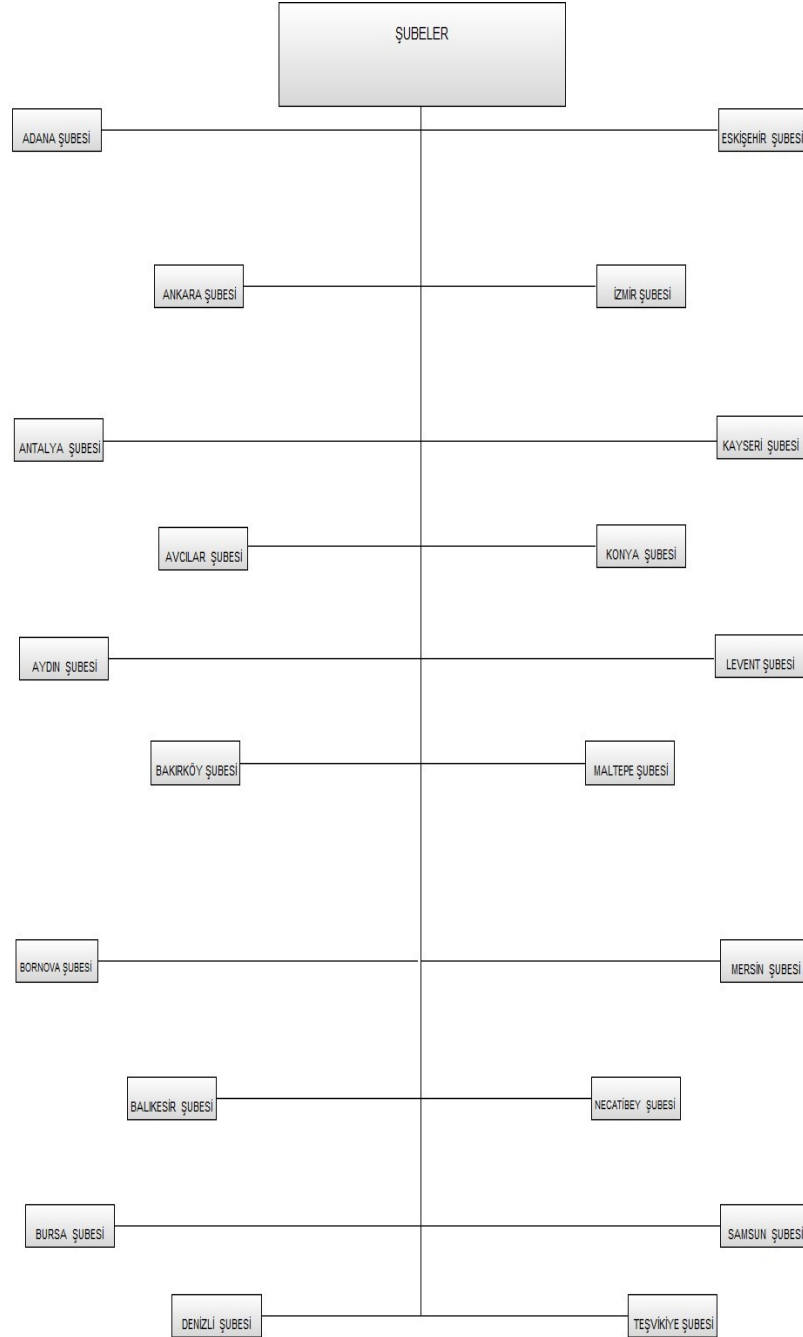 ŞUBELER
ADANA ŞUBESİ
ESKİŞEHİR ŞUBESİ
ANKARA ŞUBESİ
İZMİR ŞUBESİ
ANTALYA ŞUBESİ
KAYSERİ ŞUBESİ
AVCILAR ŞUBESİ
KONYA ŞUBESİ
AYDIN ŞUBESİ
LEVENT ŞUBESİ
BAKIRKÖY ŞUBESİ
MALTEPE ŞUBESİ
BORNOVA ŞUBESİ
MERSİN ŞUBESİ
BALIKESİR ŞUBESİ
NECATİBEY ŞUBESİ
BURSA ŞUBESİ
SAMSUN ŞUBESİ
DENİZLİ ŞUBESİ
TEŞVİKİYE ŞUBESİ